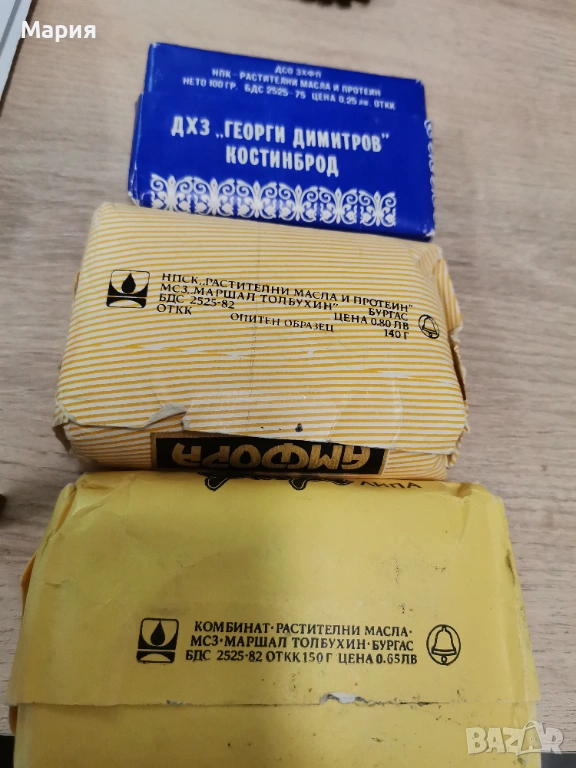 Мария
ДСО ЗХФП
НПК - РАСТИТЕЛНИ МАСЛА И ПРОТЕИН
НЕТО 100 ГР. БДС 2525-75 ЦЕНА 0,25 лв. ОТКК
ДХЗ „ГЕОРГИ ДИМИТРОВ"
КОСТИНБРОД
НПСК „РАСТИТЕЛНИ МАСЛА И ПРОТЕИН"
МСЗ „МАРШАЛ ТОЛБУХИН" БУРГАС
БДС 2525-82 ЦЕНА 0.80 ЛВ
ОТКК ОПИТЕН ОБРАЗЕЦ 140 Г
АМФОРА
ЛИПА
КОМБИНАТ·РАСТИТЕЛНИ МАСЛА·
МСЗ·МАРШАЛ ТОЛБУХИН·БУРГАС
БДС 2525·82 ОТКК 150 Г ЦЕНА 0.65 ЛВ
BAZAR